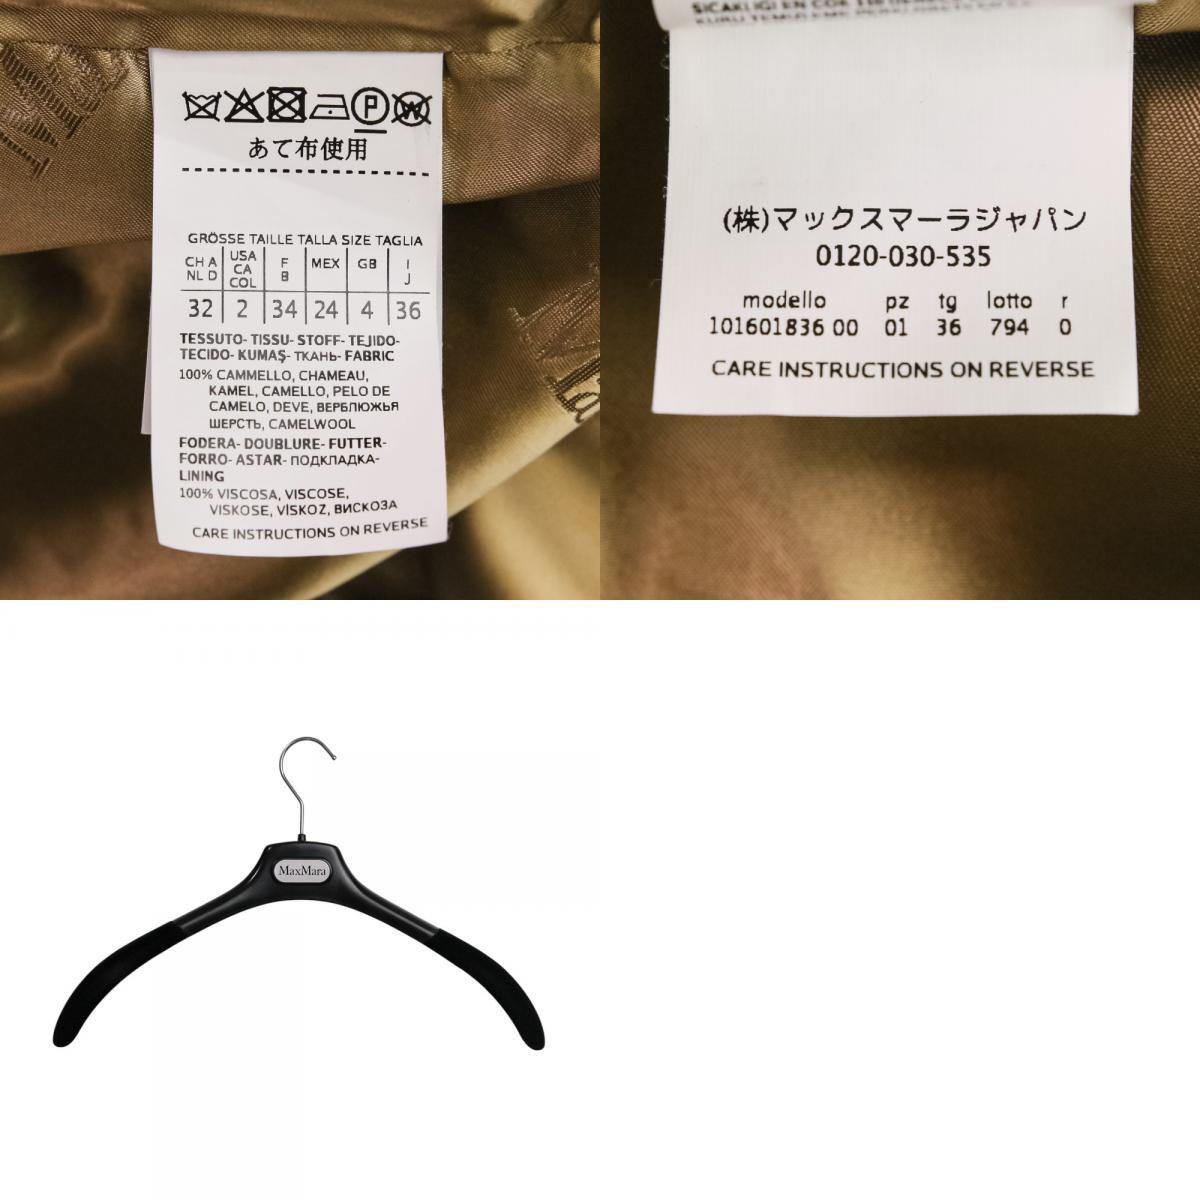 あて布使用
GRÖSSE TAILLE TALLA SIZE TAGLIA
CH A NL D USA CA COL F B MEX GB I J
32 2 34 24 4 36
TESSUTO- TISSU- STOFF- TEJIDO-
TECIDO- KUMAŞ- ТКАНЬ- FABRIC
100% CAMMELLO, CHAMEAU,
KAMEL, CAMELLO, PELO DE
CAMELO, DEVE, ВЕРБЛЮЖЬЯ
ШЕРСТЬ, CAMELWOOL
FODERA- DOUBLURE- FUTTER-
FORRO- ASTAR- ПОДКЛАДКА-
LINING
100% VISCOSA, VISCOSE,
VISKOSE, VİSKOZ, ВИСКОЗА
CARE INSTRUCTIONS ON REVERSE
(株)マックスマーラジャパン
0120-030-535
modello pz tg lotto r
101601836 00 01 36 794 0
CARE INSTRUCTIONS ON REVERSE
MaxMara